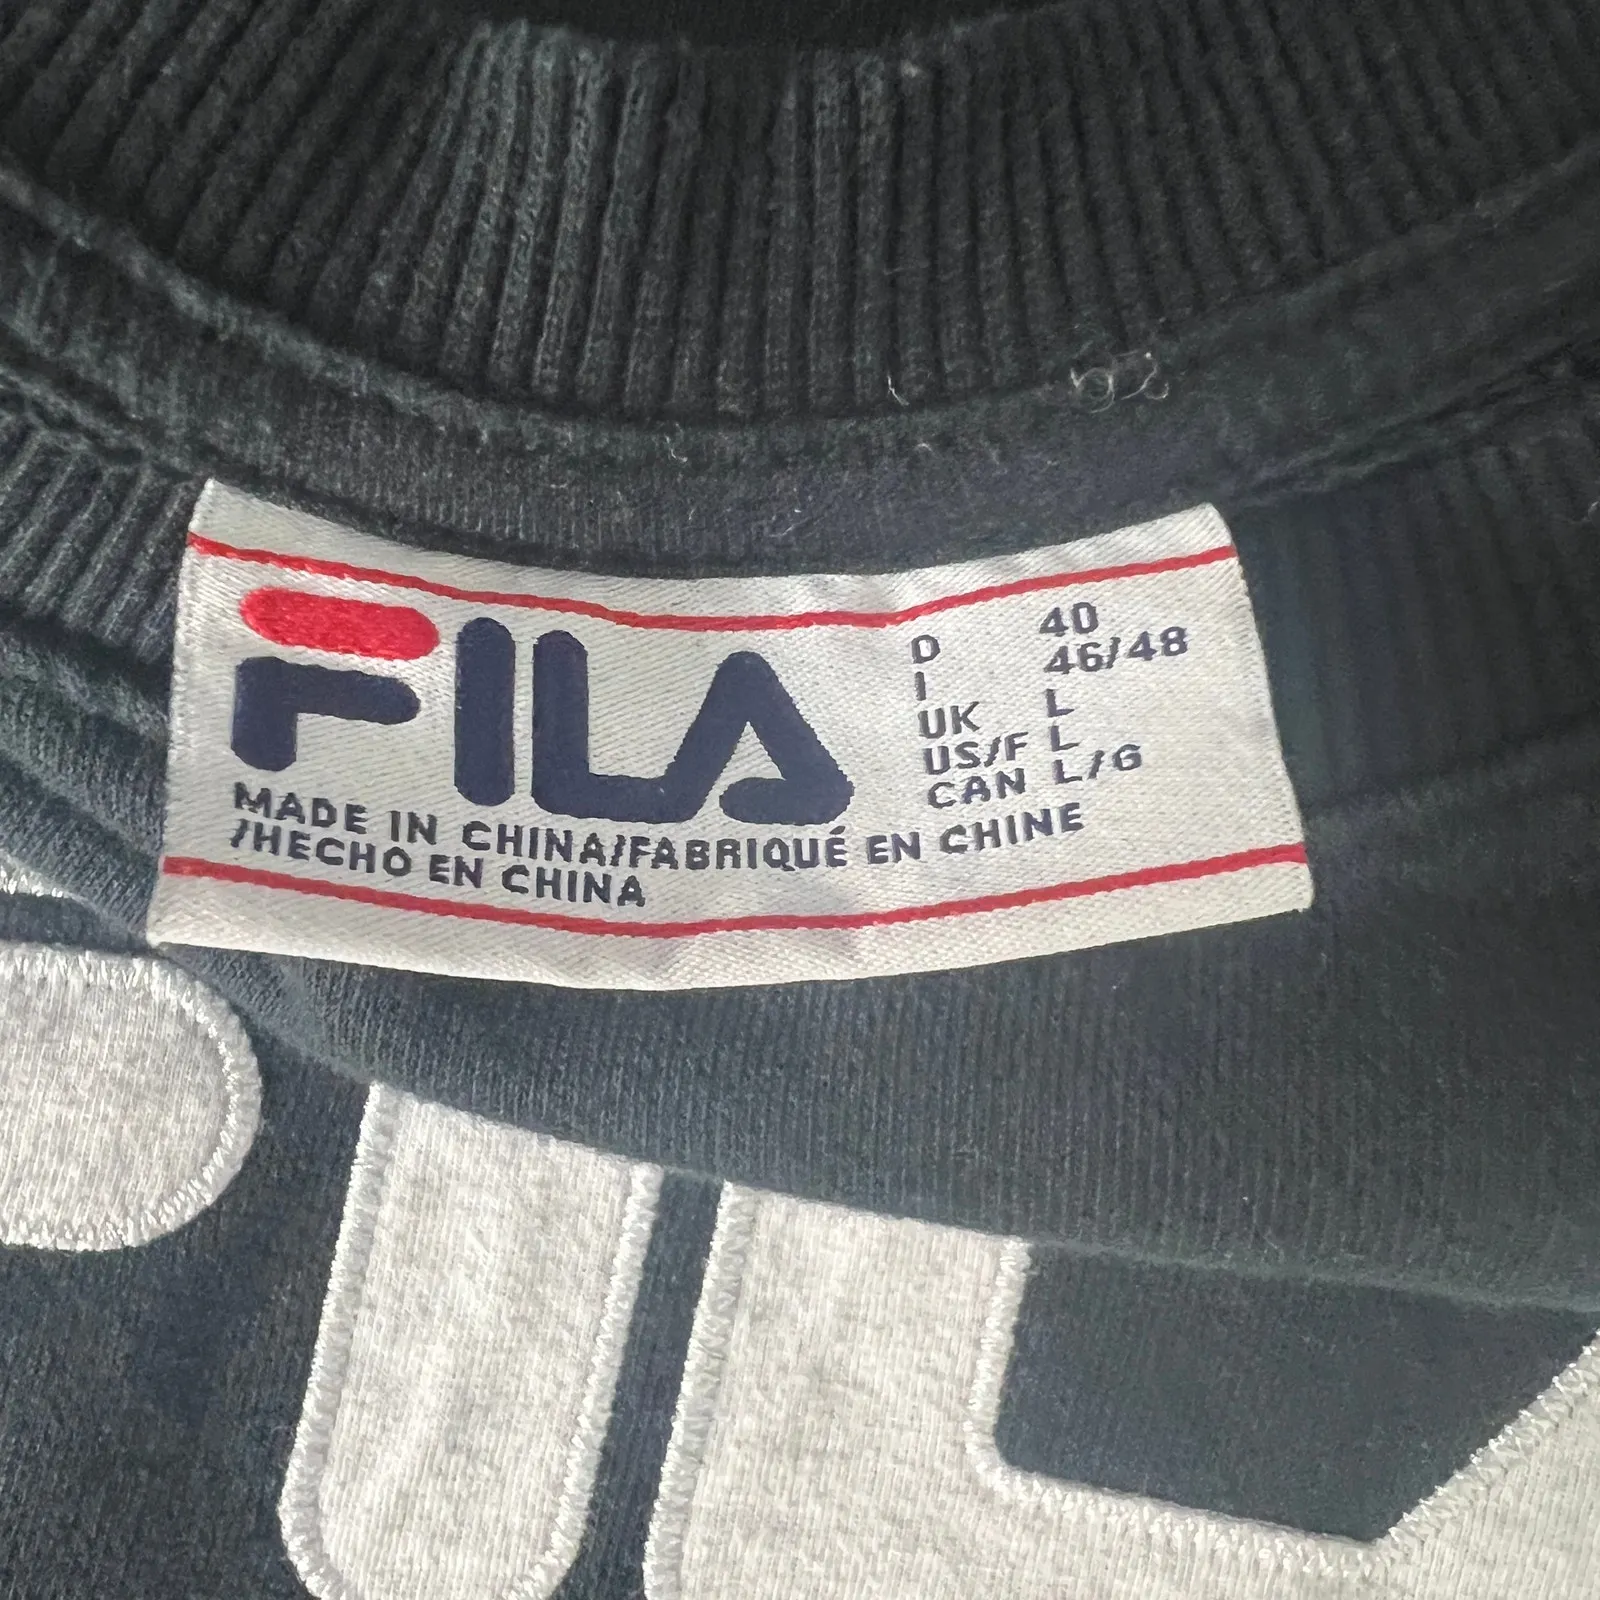 FILA
D 40
I 46/48
UK L
US/F L
CAN L/G
MADE IN CHINA/FABRIQUÉ EN CHINE
/HECHO EN CHINA